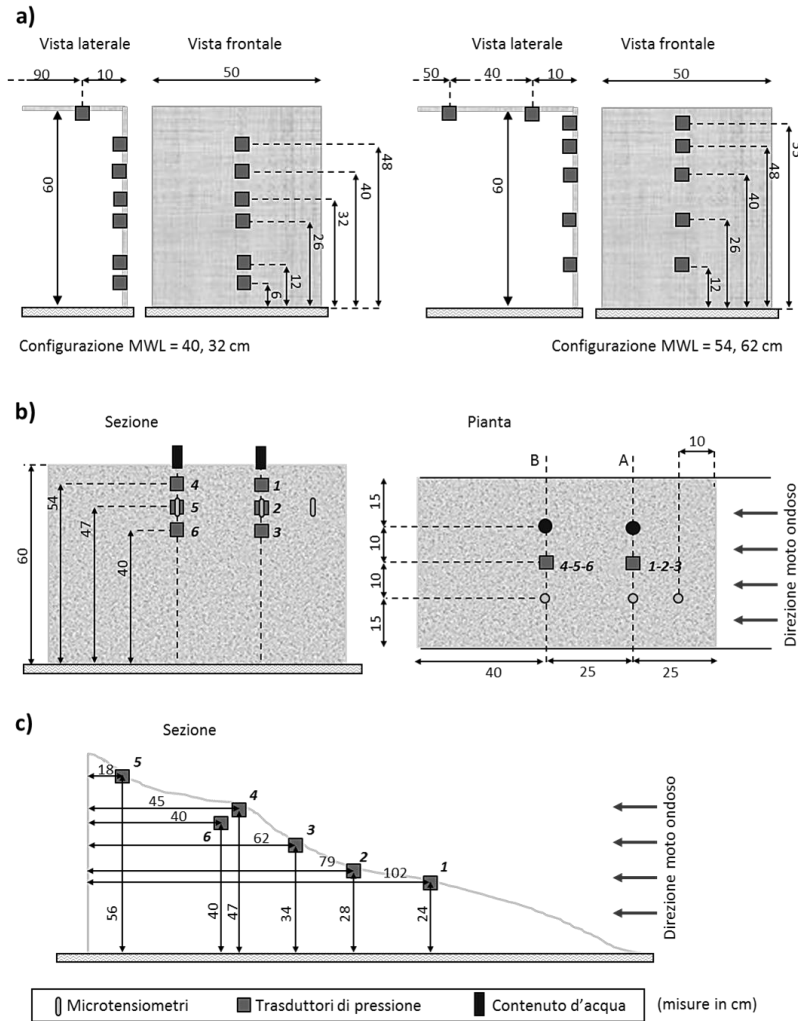 a)
Vista laterale
Vista frontale
90
10
50
60
48
40
32
26
12
6
Configurazione MWL = 40, 32 cm
Vista laterale
Vista frontale
50
40
10
50
60
48
40
26
12
Configurazione MWL = 54, 62 cm
b)
Sezione
4
1
5
2
6
3
60
54
47
40
Pianta
B
A
10
15
10
10
15
4-5-6
1-2-3
40
25
25
Direzione moto ondoso
c)
Sezione
18
5
45
4
40
6
62
3
79
2
102
1
56
40
47
34
28
24
Direzione moto ondoso
Microtensiometri
Trasduttori di pressione
Contenuto d'acqua
(misure in cm)